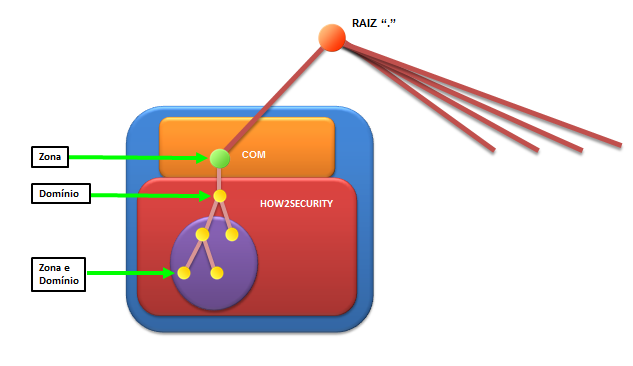 RAIZ “.”
Zona
COM
Domínio
HOW2SECURITY
Zona e
Domínio